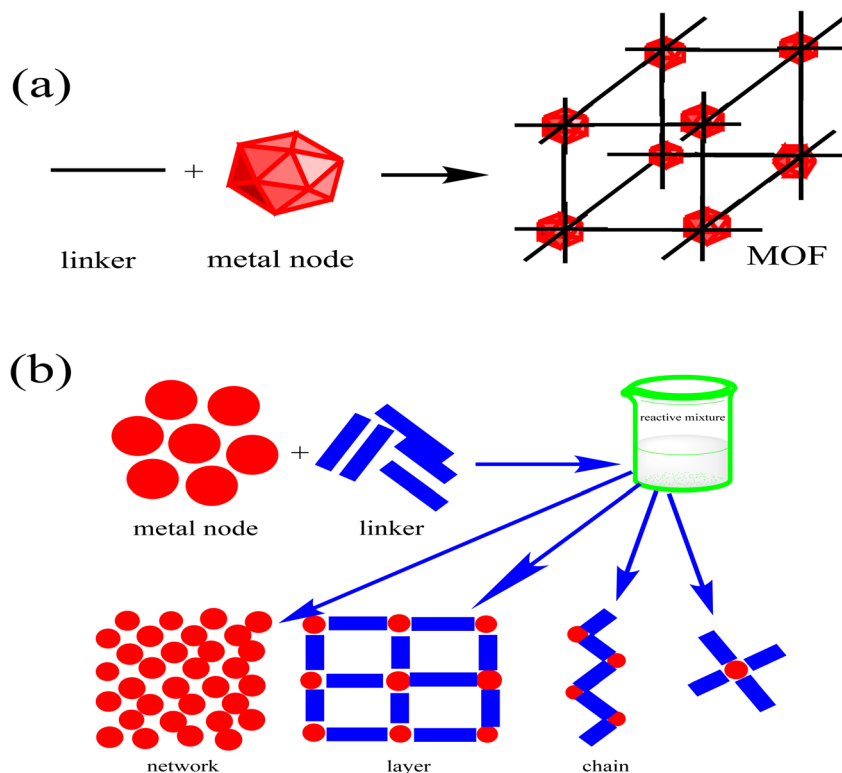 (a)
+
linker
metal node
MOF
(b)
reactive mixture
+
metal node
linker
network
layer
chain